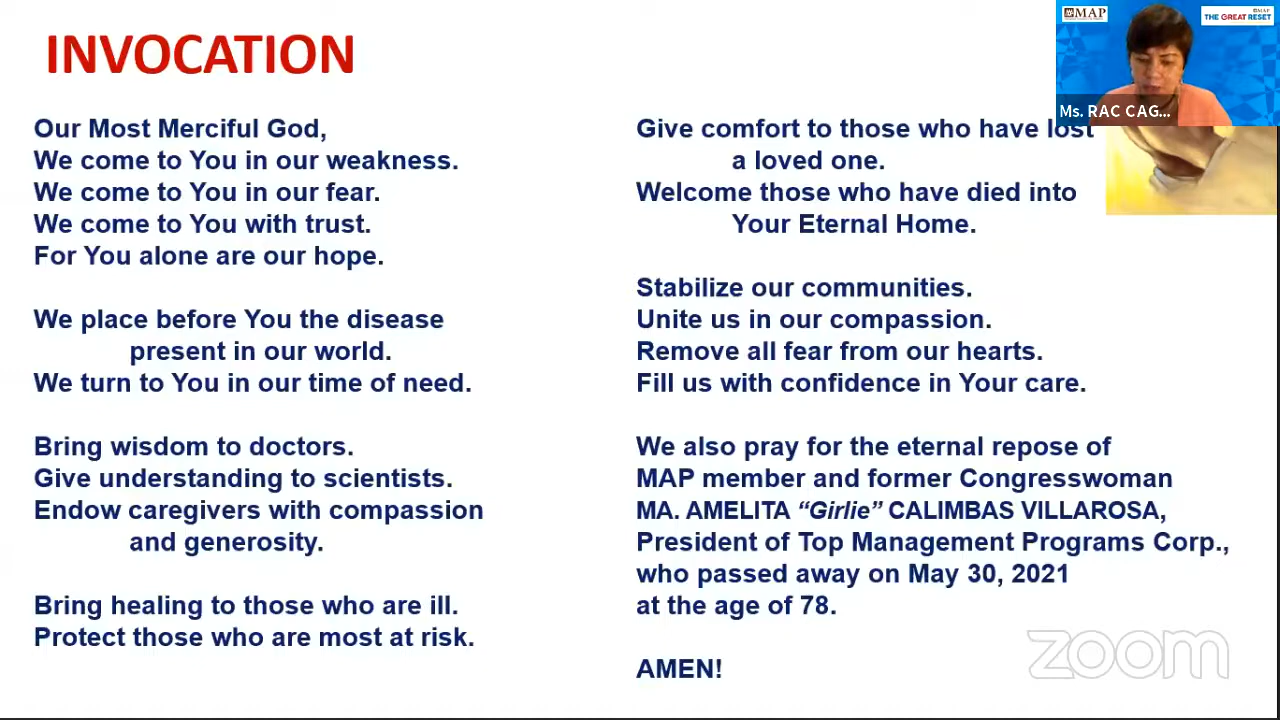 INVOCATION
Our Most Merciful God,
We come to You in our weakness.
We come to You in our fear.
We come to You with trust.
For You alone are our hope.
We place before You the disease
present in our world.
We turn to You in our time of need.
Bring wisdom to doctors.
Give understanding to scientists.
Endow caregivers with compassion
and generosity.
Bring healing to those who are ill.
Protect those who are most at risk.
Give comfort to those who have lost
a loved one.
Welcome those who have died into
Your Eternal Home.
Stabilize our communities.
Unite us in our compassion.
Remove all fear from our hearts.
Fill us with confidence in Your care.
We also pray for the eternal repose of
MAP member and former Congresswoman
MA. AMELITA “Girlie” CALIMBAS VILLAROSA,
President of Top Management Programs Corp.,
who passed away on May 30, 2021
at the age of 78.
AMEN!
MAP
MAP
THE GREAT RESET
Ms. RAC CAG...
zoom